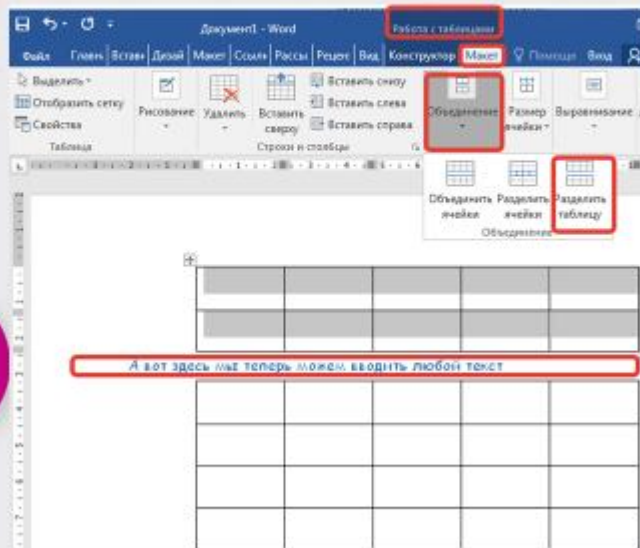 Документ1 - Word
Работа с таблицами
Файл Главн Встав Дизай Макет Ссылк Рассы Рецен Вид Конструктор Макет Помощн Вход
Выделить
Отобразить сетку
Свойства
Таблица
Рисование
Удалить
Вставить сверху
Вставить снизу
Вставить слева
Вставить справа
Строки и столбцы
Объединение
Размер ячейки
Выравнивание
Объединить ячейки
Разделить ячейки
Разделить таблицу
Объединение
А вот здесь мы теперь можем вводить любой текст